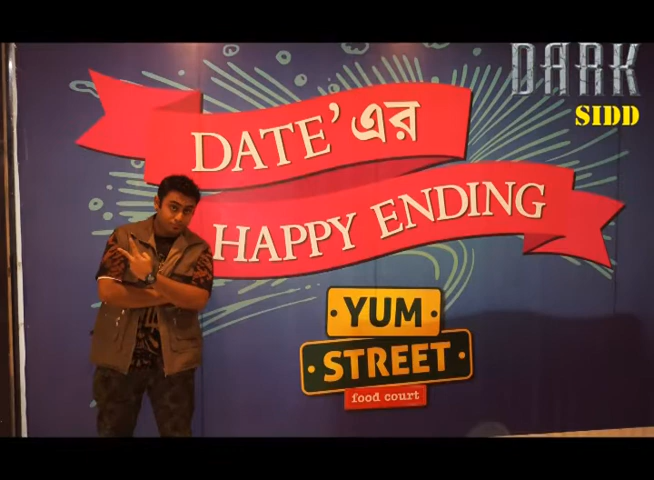 DARK
SIDD
DATE'এর
HAPPY ENDING
YUM
STREET
food court